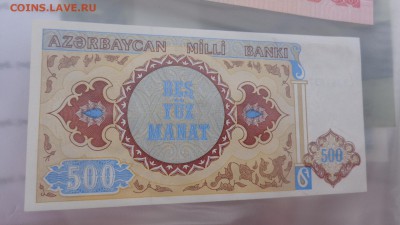 COINS.LAVE.RU
AZƏRBAYCAN MİLLİ BANKI
BEŞ
YÜZ
MANAT
500
500